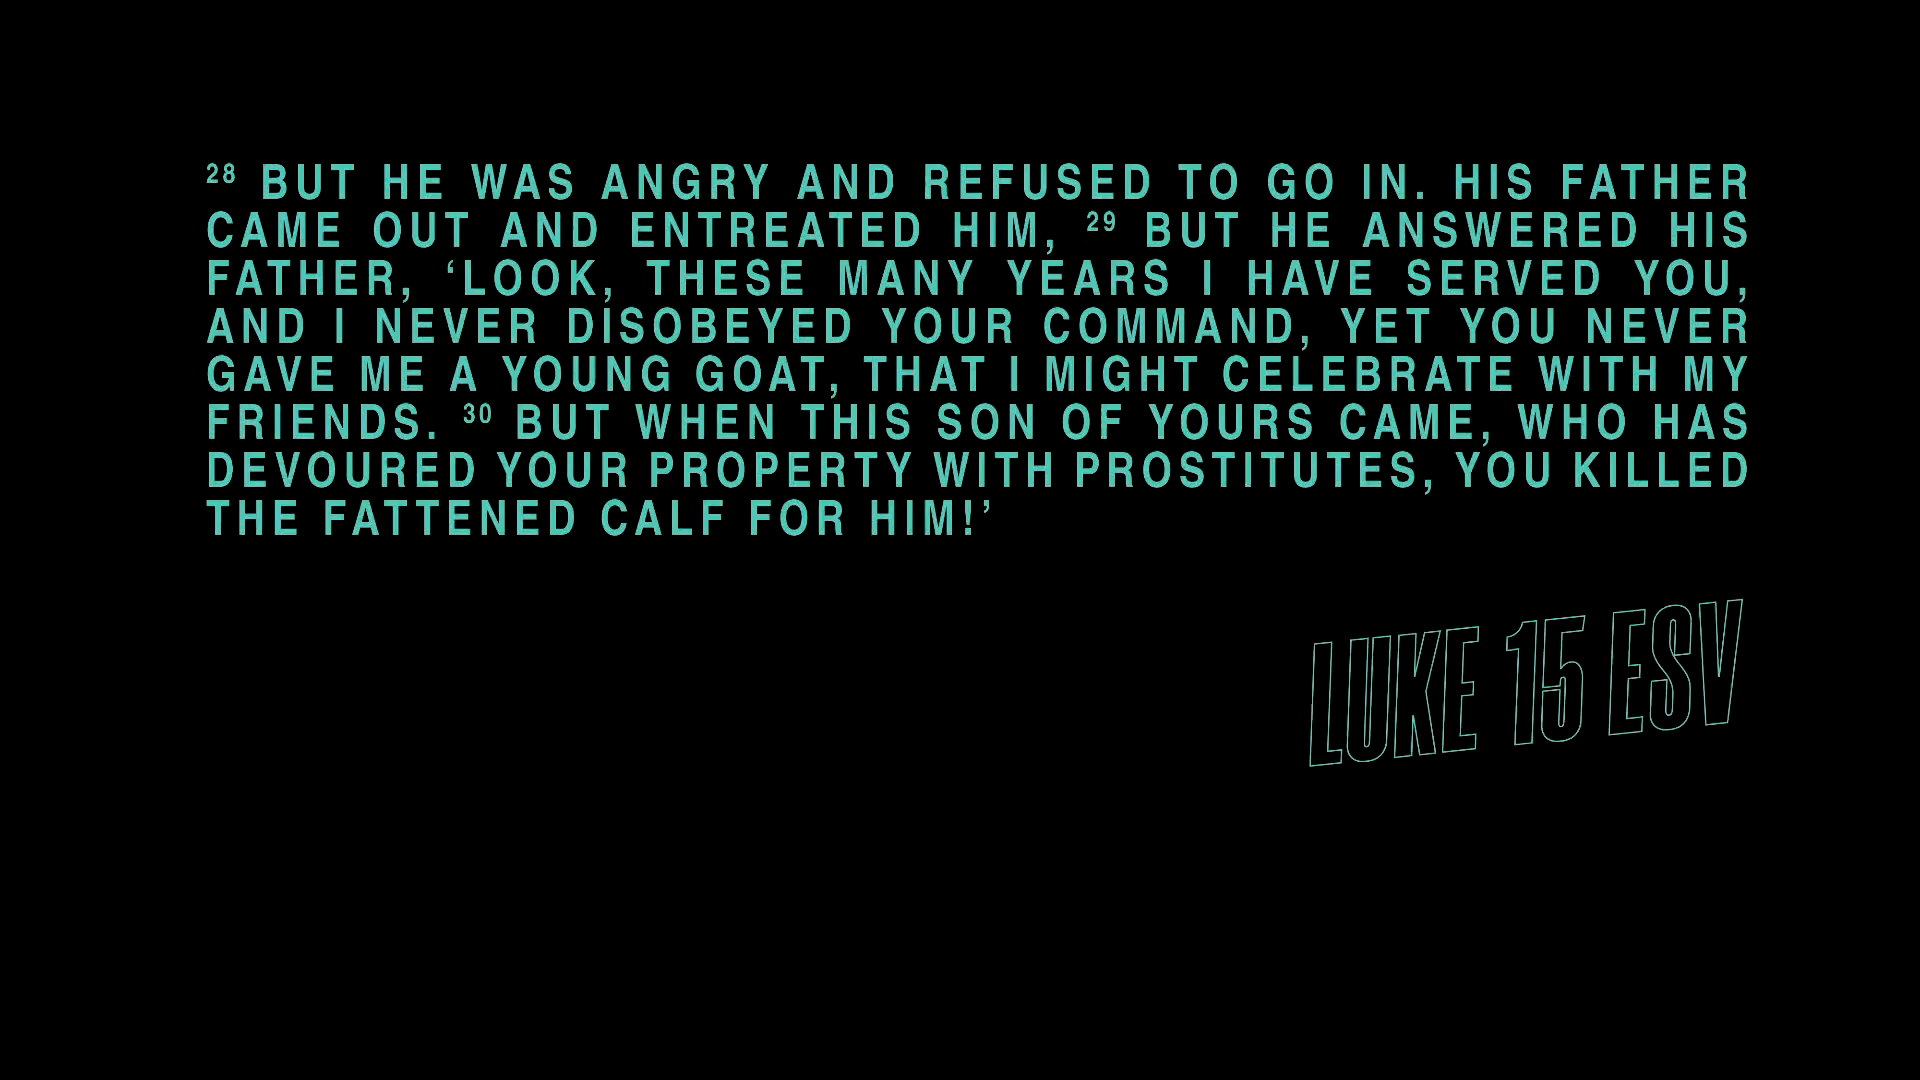 ²⁸ BUT HE WAS ANGRY AND REFUSED TO GO IN. HIS FATHER
CAME OUT AND ENTREATED HIM, ²⁹ BUT HE ANSWERED HIS
FATHER, ‘LOOK, THESE MANY YEARS I HAVE SERVED YOU,
AND I NEVER DISOBEYED YOUR COMMAND, YET YOU NEVER
GAVE ME A YOUNG GOAT, THAT I MIGHT CELEBRATE WITH MY
FRIENDS. ³⁰ BUT WHEN THIS SON OF YOURS CAME, WHO HAS
DEVOURED YOUR PROPERTY WITH PROSTITUTES, YOU KILLED
THE FATTENED CALF FOR HIM!’
LUKE 15 ESV